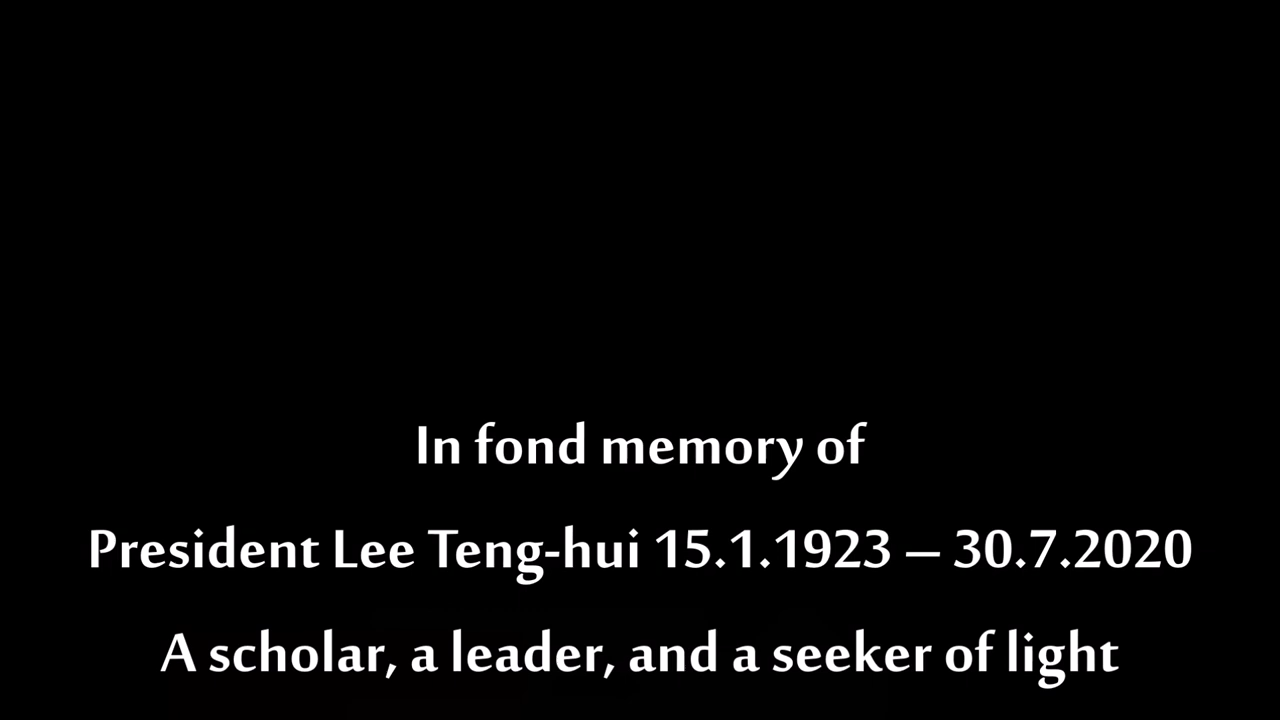 In fond memory of
President Lee Teng-hui 15.1.1923 – 30.7.2020
A scholar, a leader, and a seeker of light